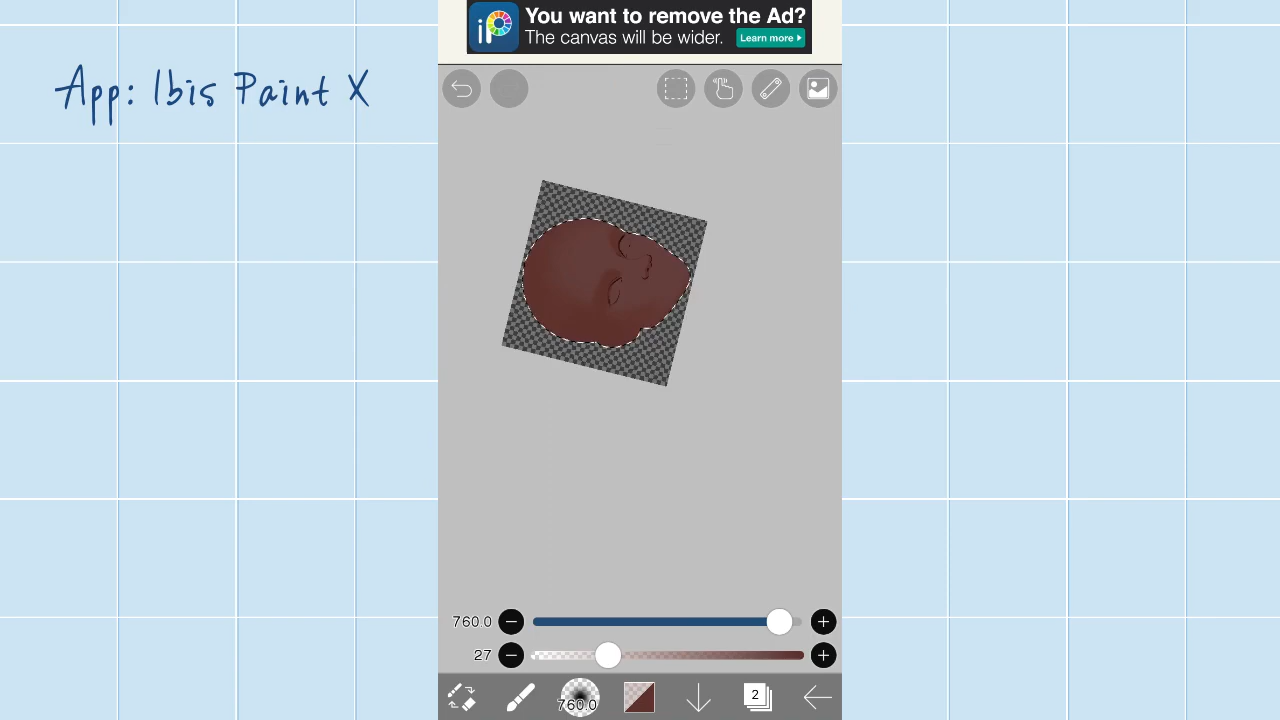 You want to remove the Ad?
The canvas will be wider.
Learn more
App: Ibis Paint X
760.0
27
760.0
2